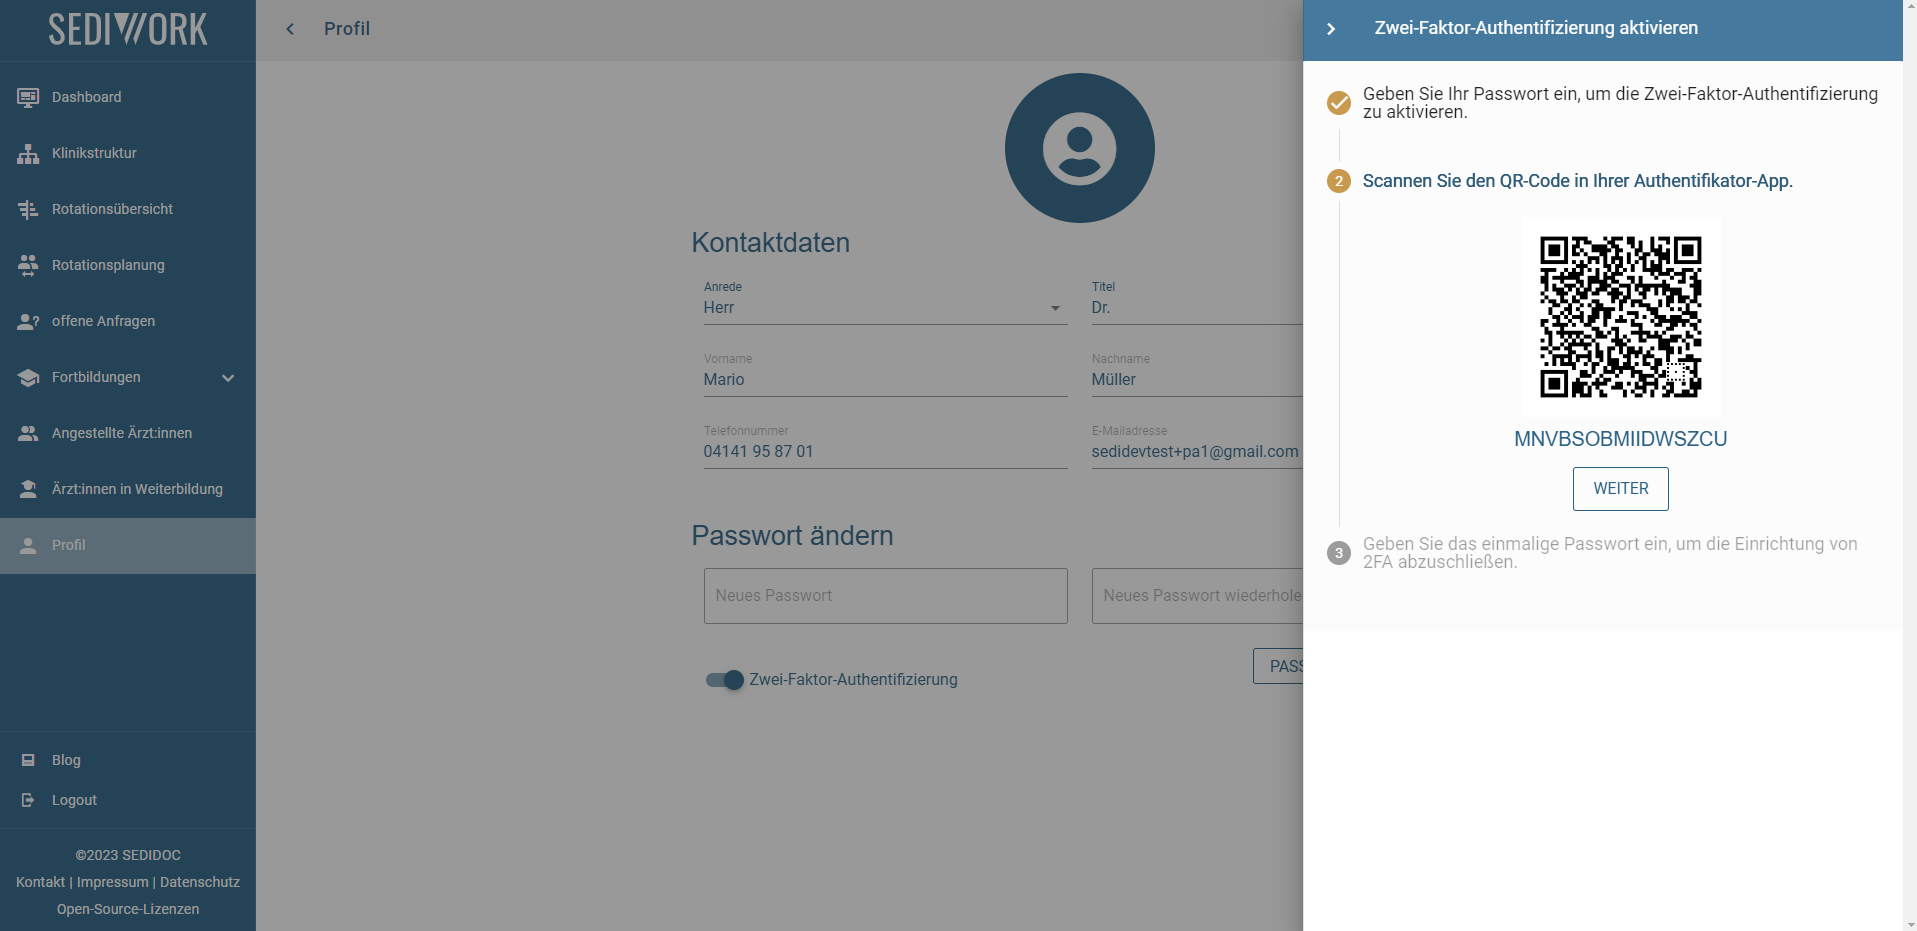 SEDIWORK
Dashboard
Klinikstruktur
Rotationsübersicht
Rotationsplanung
offene Anfragen
Fortbildungen
Angestellte Ärzt:innen
Ärzt:innen in Weiterbildung
Profil
Blog
Logout
©2023 SEDIDOC
Kontakt | Impressum | Datenschutz
Open-Source-Lizenzen
Profil
Kontaktdaten
Anrede
Herr
Titel
Dr.
Vorname
Mario
Nachname
Müller
Telefonnummer
04141 95 87 01
E-Mailadresse
sedidevtest+pa1@gmail.com
Passwort ändern
Neues Passwort
Neues Passwort wiederhole
Zwei-Faktor-Authentifizierung
PASS
Zwei-Faktor-Authentifizierung aktivieren
Geben Sie Ihr Passwort ein, um die Zwei-Faktor-Authentifizierung
zu aktivieren.
2
Scannen Sie den QR-Code in Ihrer Authentifikator-App.
MNVBSOBMIIDWSZCU
WEITER
3
Geben Sie das einmalige Passwort ein, um die Einrichtung von
2FA abzuschließen.